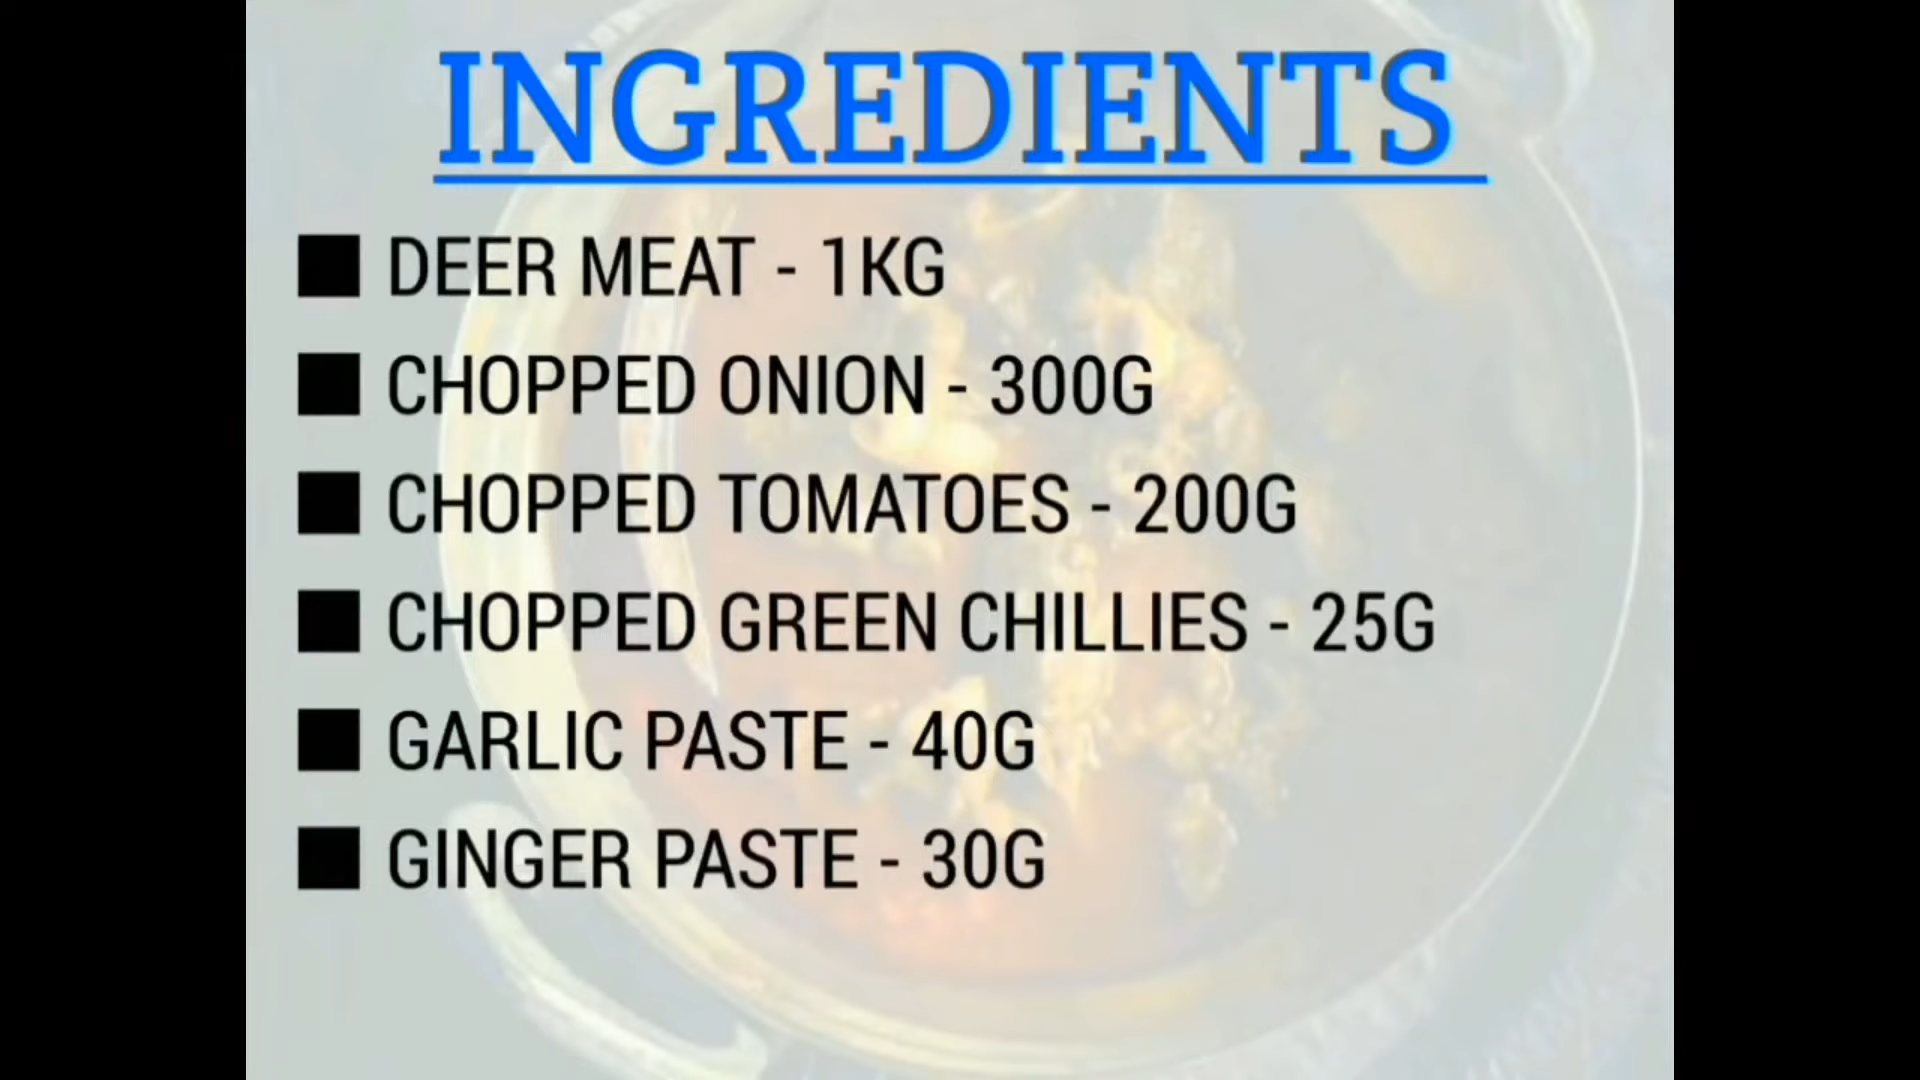 INGREDIENTS
■ DEER MEAT - 1KG
■ CHOPPED ONION - 300G
■ CHOPPED TOMATOES - 200G
■ CHOPPED GREEN CHILLIES - 25G
■ GARLIC PASTE - 40G
■ GINGER PASTE - 30G